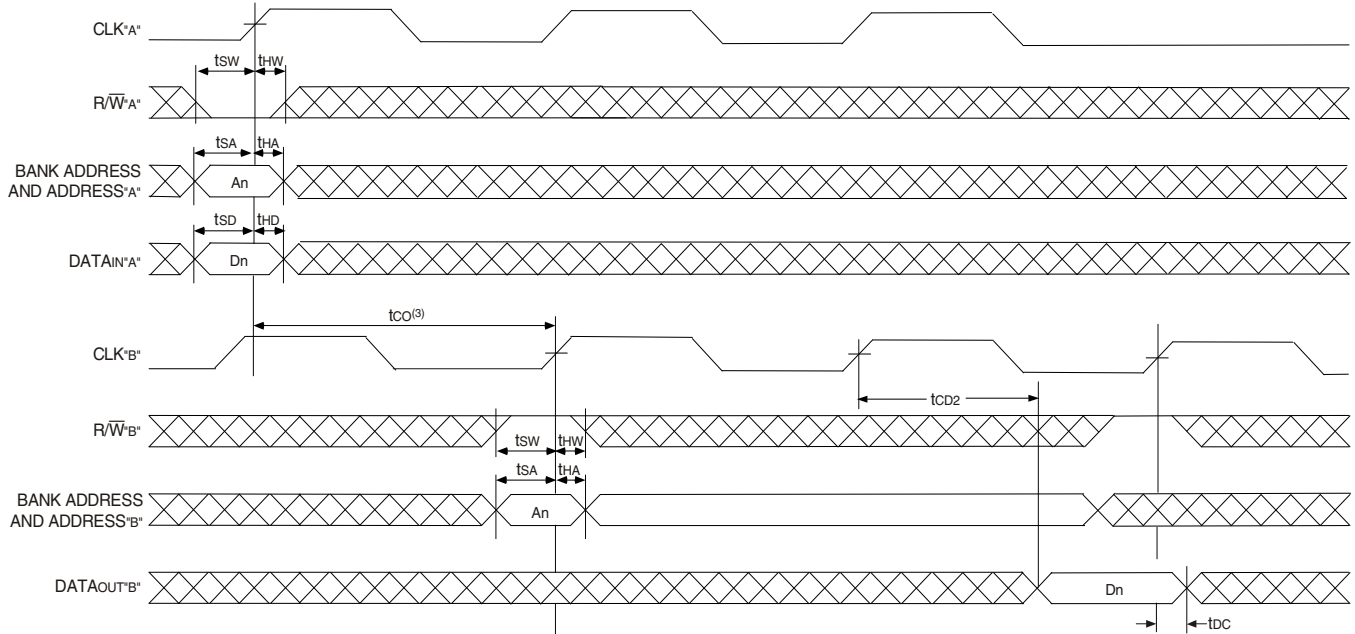 CLK"A"
tSW tHW
R/W"A"
tSA tHA
BANK ADDRESS
AND ADDRESS"A"
An
tSD tHD
DATAIN"A"
Dn
tCO(3)
CLK"B"
tCD2
R/W"B"
tSW tHW
tSA tHA
BANK ADDRESS
AND ADDRESS"B"
An
DATAOUT"B"
Dn
tDC